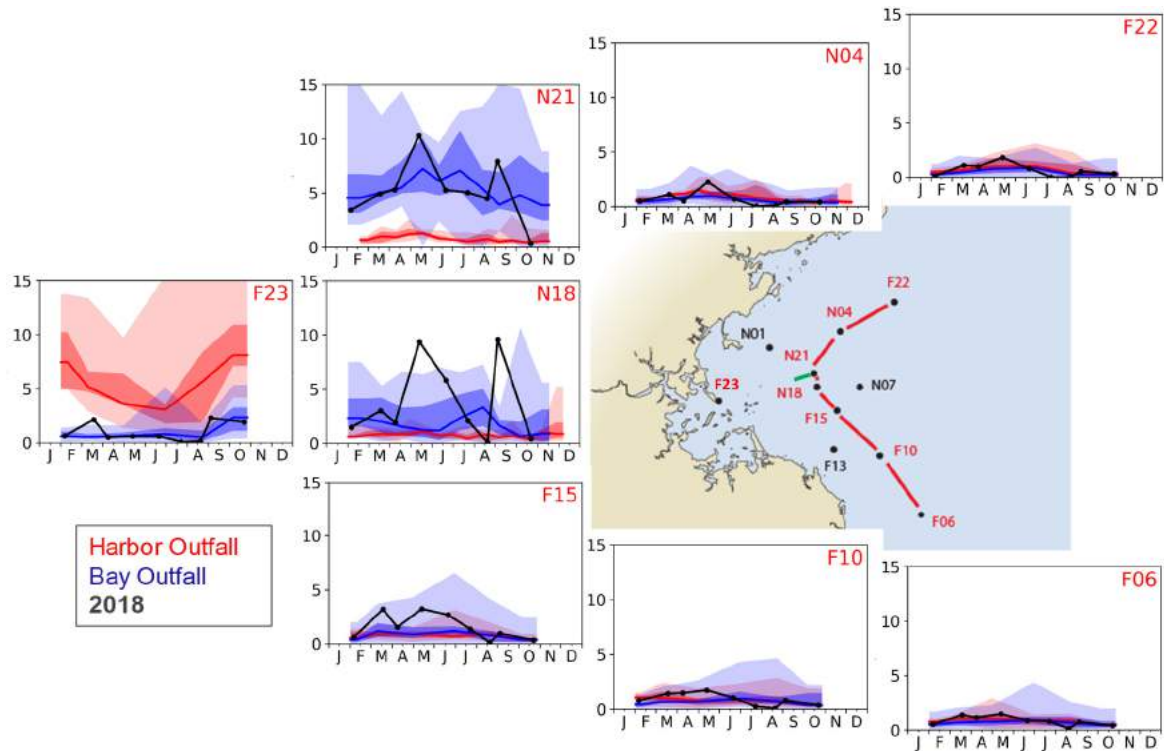 F22
15
10
5
0
J F M A M J J A S O N D
N04
15
10
5
0
J F M A M J J A S O N D
N21
15
10
5
0
J F M A M J J A S O N D
F23
15
10
5
0
J F M A M J J A S O N D
N18
15
10
5
0
J F M A M J J A S O N D
F22
N04
N01
N21
F23
N18
N07
F15
F10
F13
F06
F15
15
10
5
0
J F M A M J J A S O N D
Harbor Outfall
Bay Outfall
2018
F10
15
10
5
0
J F M A M J J A S O N D
F06
15
10
5
0
J F M A M J J A S O N D